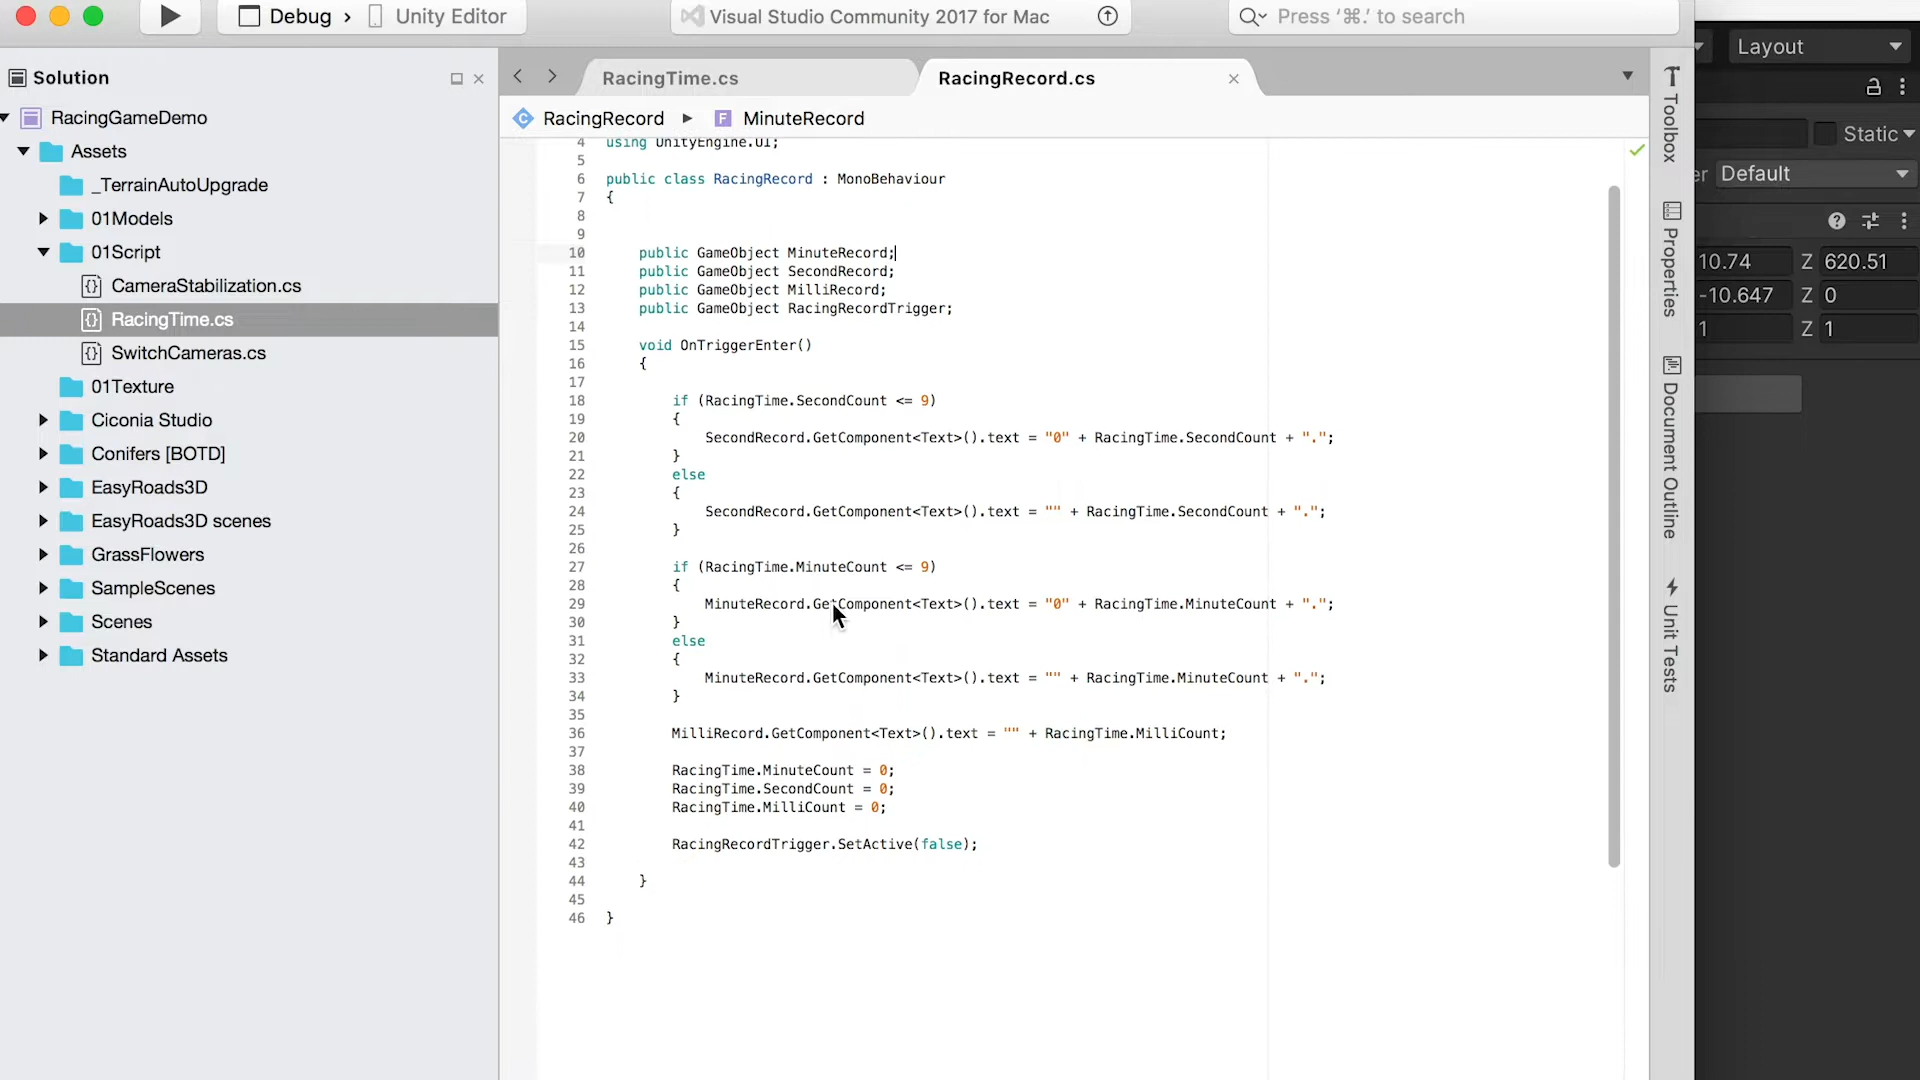 Debug › Unity Editor
Visual Studio Community 2017 for Mac
Press ‘⌘.’ to search
Layout
Solution
RacingTime.cs
RacingRecord.cs
RacingGameDemo
RacingRecord ▸ MinuteRecord
Assets
_TerrainAutoUpgrade
01Models
01Script
CameraStabilization.cs
RacingTime.cs
SwitchCameras.cs
01Texture
Ciconia Studio
Conifers [BOTD]
EasyRoads3D
EasyRoads3D scenes
GrassFlowers
SampleScenes
Scenes
Standard Assets
4 using UnityEngine.UI;
5
6 public class RacingRecord : MonoBehaviour
7 {
8
9
10 public GameObject MinuteRecord;
11 public GameObject SecondRecord;
12 public GameObject MilliRecord;
13 public GameObject RacingRecordTrigger;
14
15 void OnTriggerEnter()
16 {
17
18 if (RacingTime.SecondCount <= 9)
19 {
20 SecondRecord.GetComponent<Text>().text = "0" + RacingTime.SecondCount + ".";
21 }
22 else
23 {
24 SecondRecord.GetComponent<Text>().text = "" + RacingTime.SecondCount + ".";
25 }
26
27 if (RacingTime.MinuteCount <= 9)
28 {
29 MinuteRecord.GetComponent<Text>().text = "0" + RacingTime.MinuteCount + ".";
30 }
31 else
32 {
33 MinuteRecord.GetComponent<Text>().text = "" + RacingTime.MinuteCount + ".";
34 }
35
36 MilliRecord.GetComponent<Text>().text = "" + RacingTime.MilliCount;
37
38 RacingTime.MinuteCount = 0;
39 RacingTime.SecondCount = 0;
40 RacingTime.MilliCount = 0;
41
42 RacingRecordTrigger.SetActive(false);
43
44 }
45
46 }
Toolbox
Properties
Document Outline
Unit Tests
Static
er Default
10.74 Z 620.51
-10.647 Z 0
1 Z 1